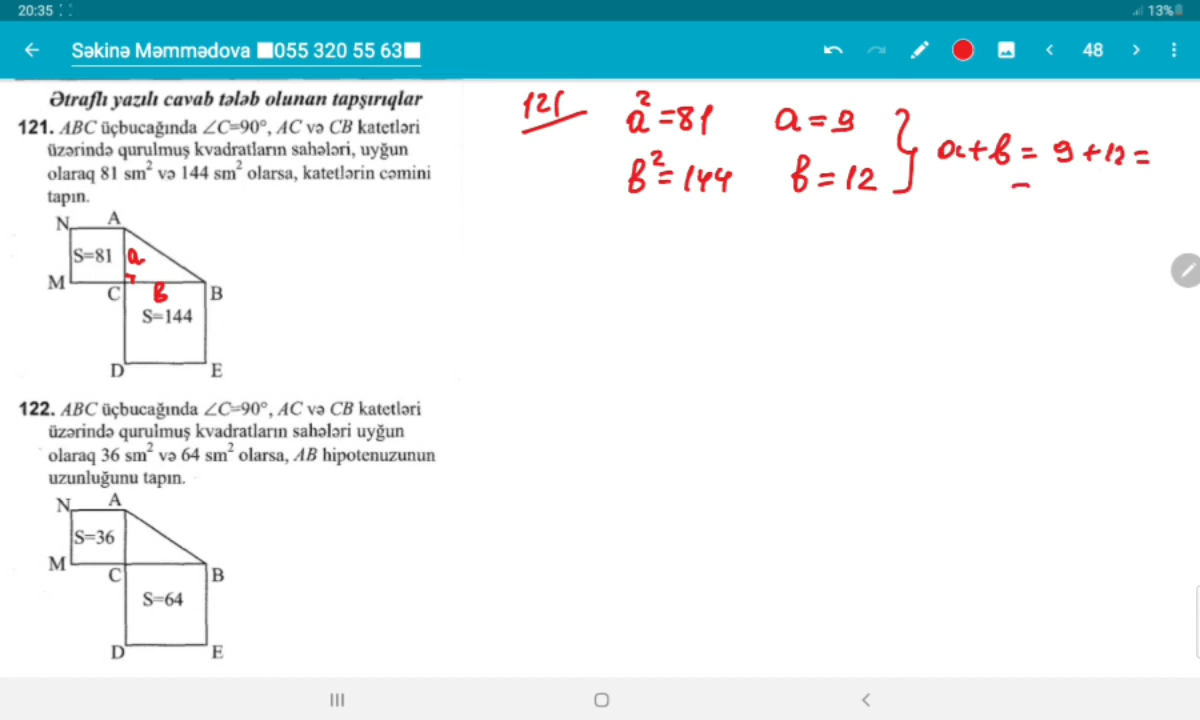 20:35
13%
Səkinə Məmmədova 055 320 55 63
48
Ətraflı yazılı cavab tələb olunan tapşırıqlar
121. ABC üçbucağında ∠C=90°, AC və CB katetləri
üzərində qurulmuş kvadratların sahələri, uyğun
olaraq 81 sm² və 144 sm² olarsa, katetlərin cəmini
tapın.
N A
S=81 a
M
C b B
S=144
D E
122. ABC üçbucağında ∠C=90°, AC və CB katetləri
üzərində qurulmuş kvadratların sahələri uyğun
olaraq 36 sm² və 64 sm² olarsa, AB hipotenuzunun
uzunluğunu tapın.
N A
S=36
M
C B
S=64
D E
121
a²=81 a=9
b²=144 b=12
a+b=9+12=